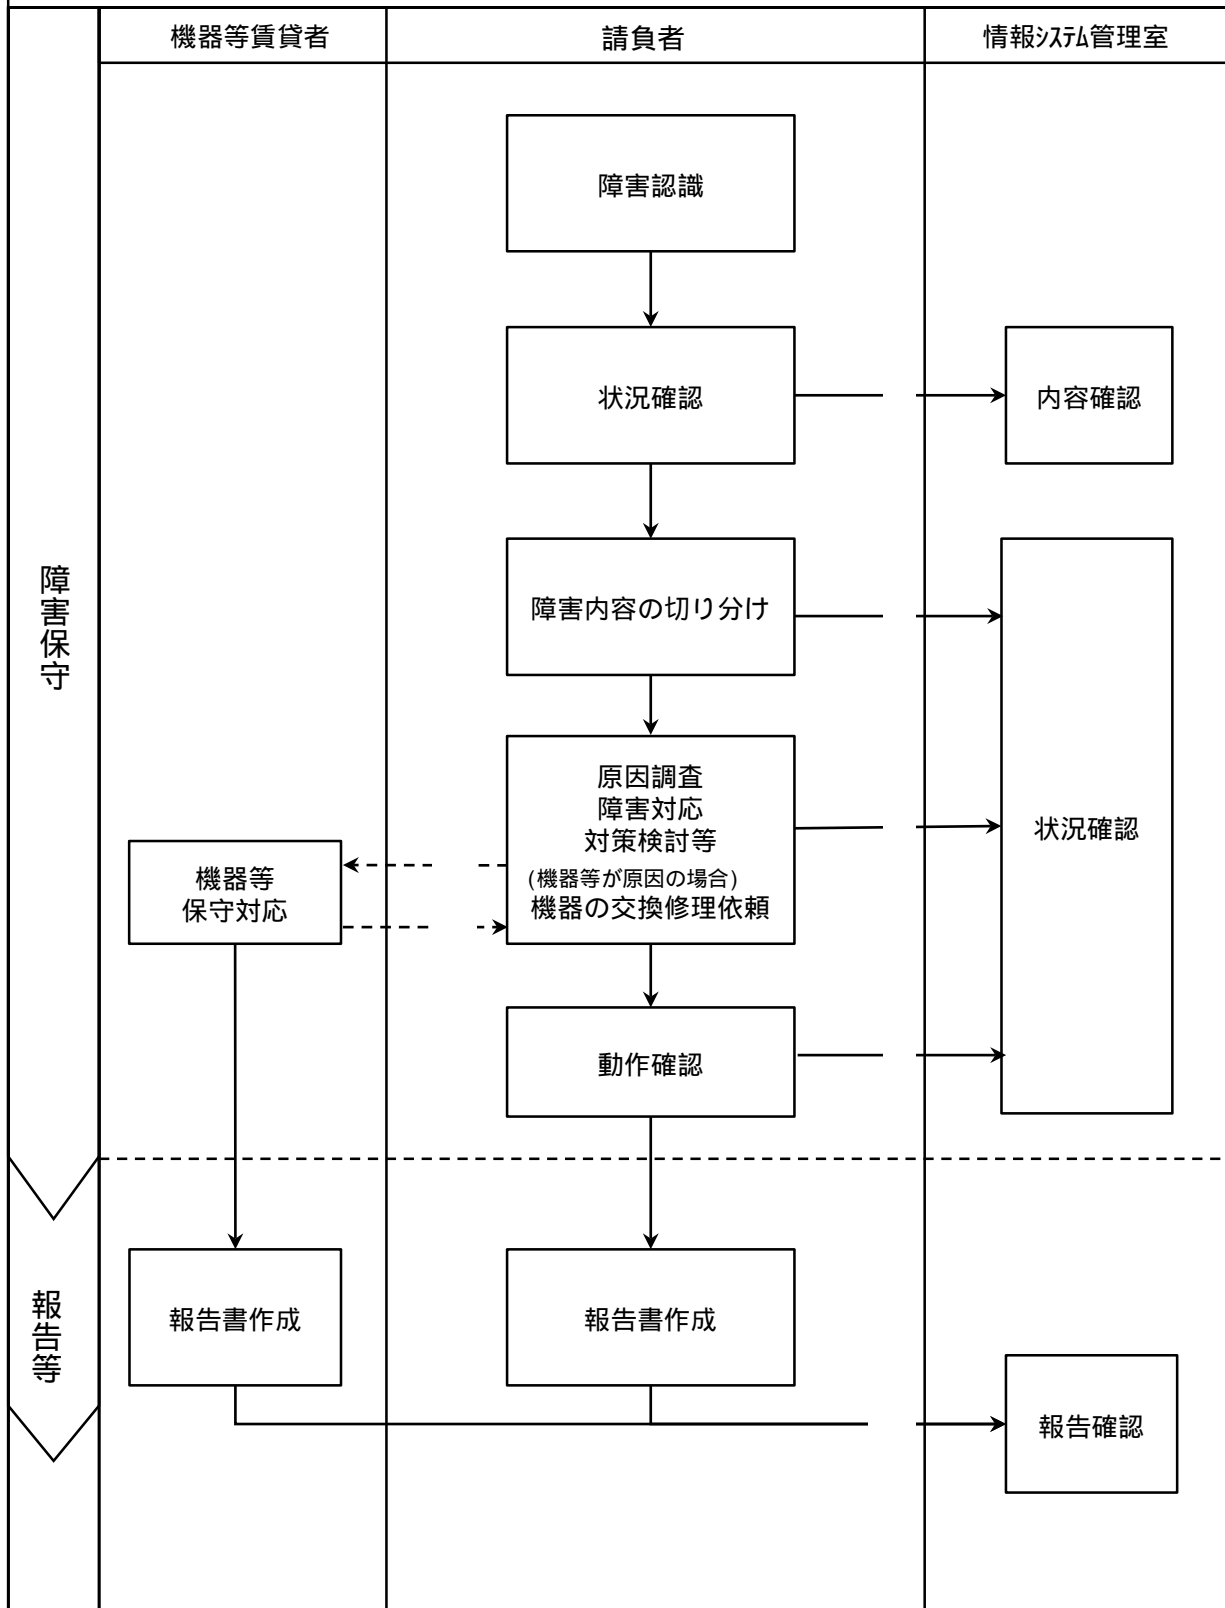 機器等賃貸者
請負者
情報ｼｽﾃﾑ管理室
障害保守
障害認識
状況確認
内容確認
障害内容の切り分け
原因調査
障害対応
対策検討等
(機器等が原因の場合)
機器の交換修理依頼
状況確認
機器等
保守対応
動作確認
報告等
報告書作成
報告書作成
報告確認